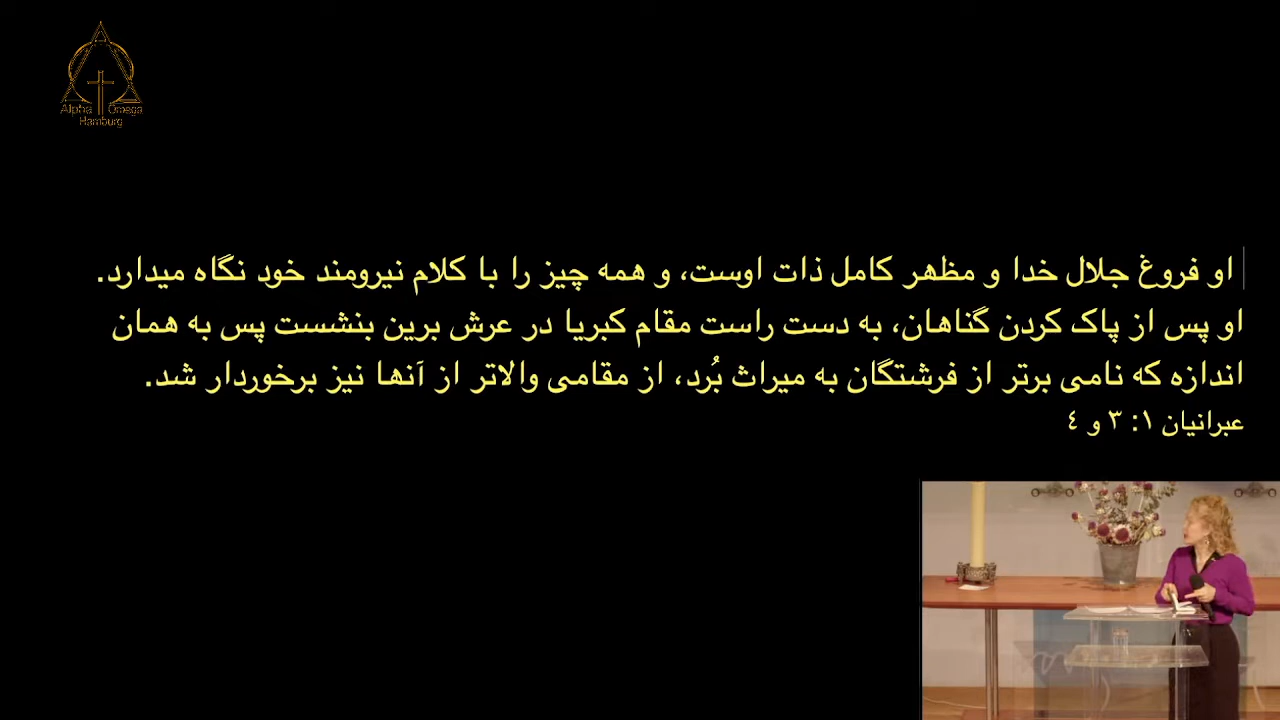 Alpha Omega
Hamburg
او فروغ جلال خدا و مظهر کامل ذات اوست، و همه چیز را با کلام نیرومند خود نگاه میدارد.
او پس از پاک کردن گناهان، به دست راست مقام کبریا در عرش برین بنشست پس به همان
اندازه که نامی برتر از فرشتگان به میراث بُرد، از مقامی والاتر از آنها نیز برخوردار شد.
عبرانیان ۱: ۳ و ٤